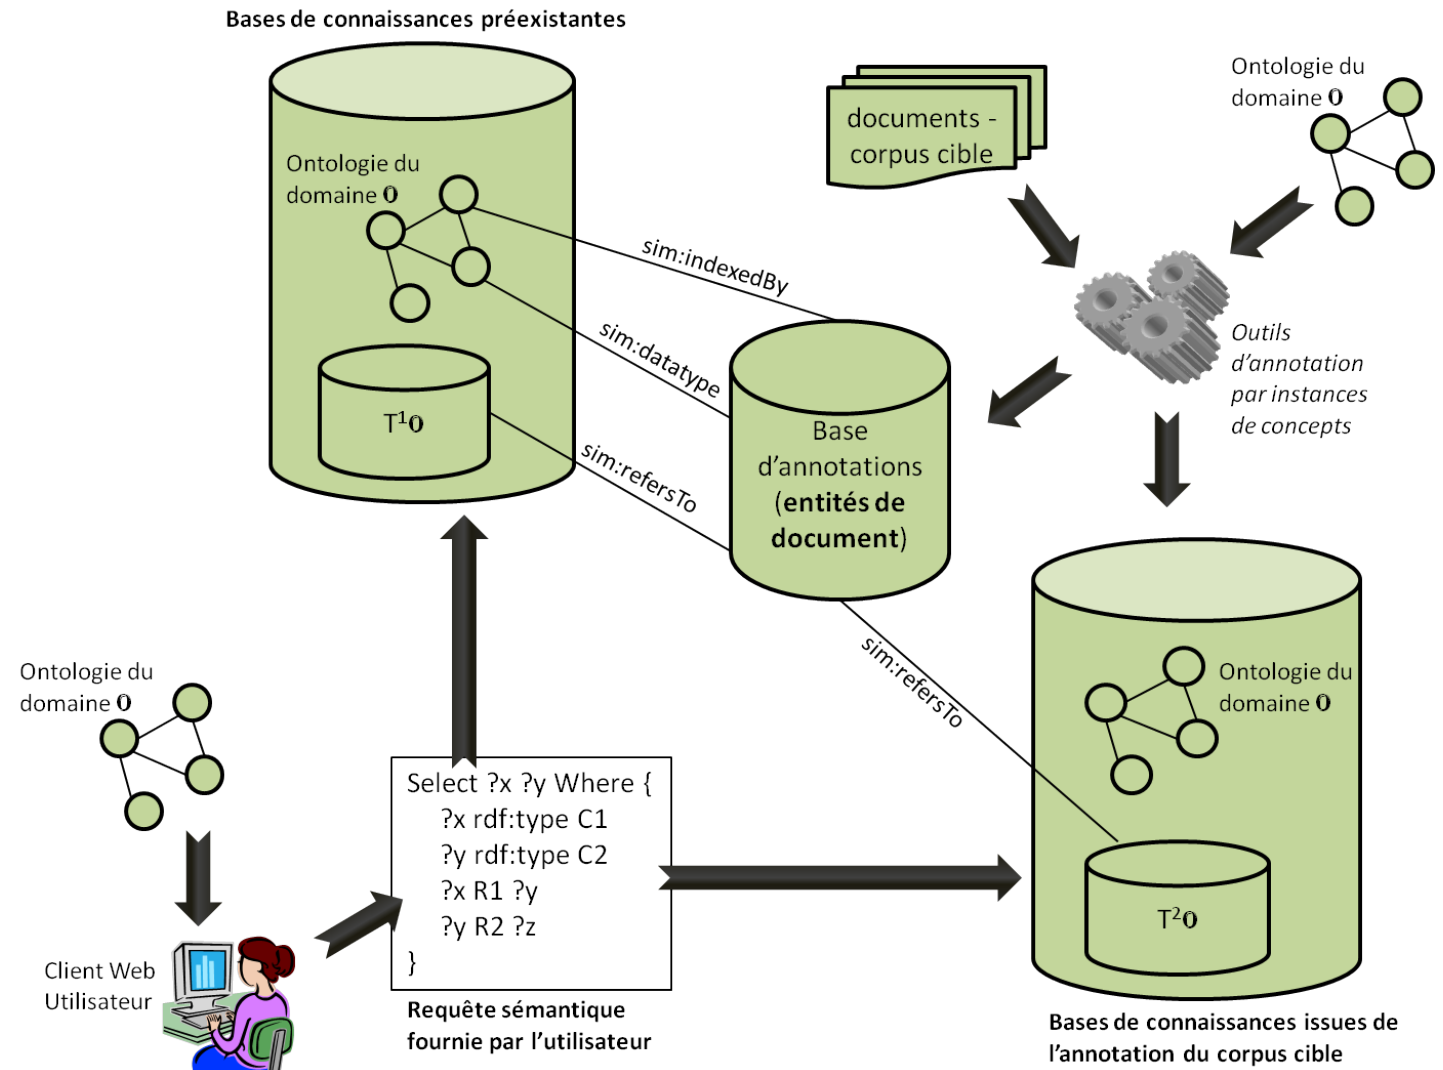 Bases de connaissances préexistantes
Ontologie du
domaine O
T¹O
documents -
corpus cible
Ontologie du
domaine O
Outils
d’annotation
par instances
de concepts
sim:indexedBy
sim:datatype
sim:refersTo
Base
d’annotations
(entités de
document)
sim:refersTo
Ontologie du
domaine O
T²O
Bases de connaissances issues de
l’annotation du corpus cible
Ontologie du
domaine O
Client Web
Utilisateur
Select ?x ?y Where {
?x rdf:type C1
?y rdf:type C2
?x R1 ?y
?y R2 ?z
}
Requête sémantique
fournie par l’utilisateur